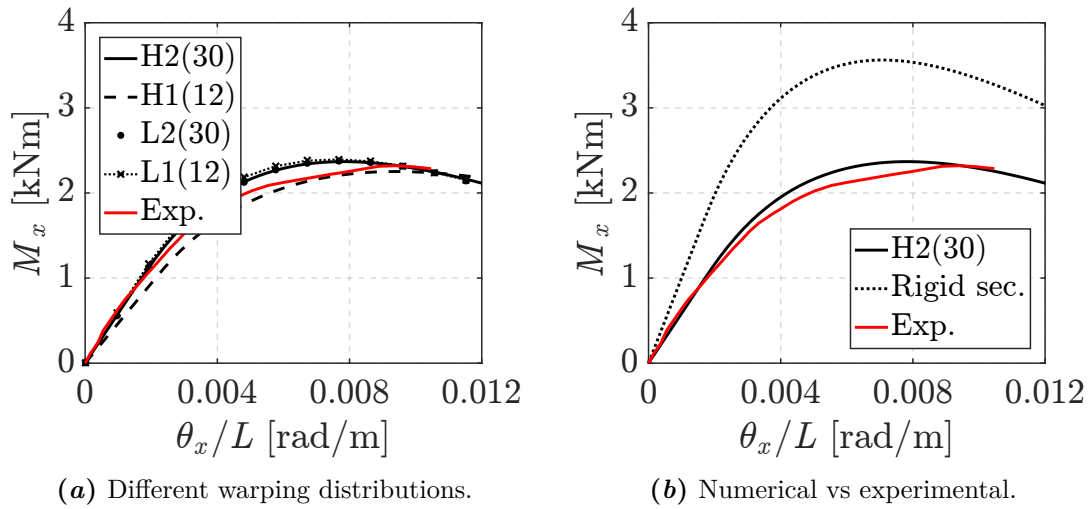 4
3
2
1
0
M_x [kNm]
H2(30)
H1(12)
L2(30)
L1(12)
Exp.
0 0.004 0.008 0.012
θ_x/L [rad/m]
(a) Different warping distributions.
4
3
2
1
0
M_x [kNm]
H2(30)
Rigid sec.
Exp.
0 0.004 0.008 0.012
θ_x/L [rad/m]
(b) Numerical vs experimental.